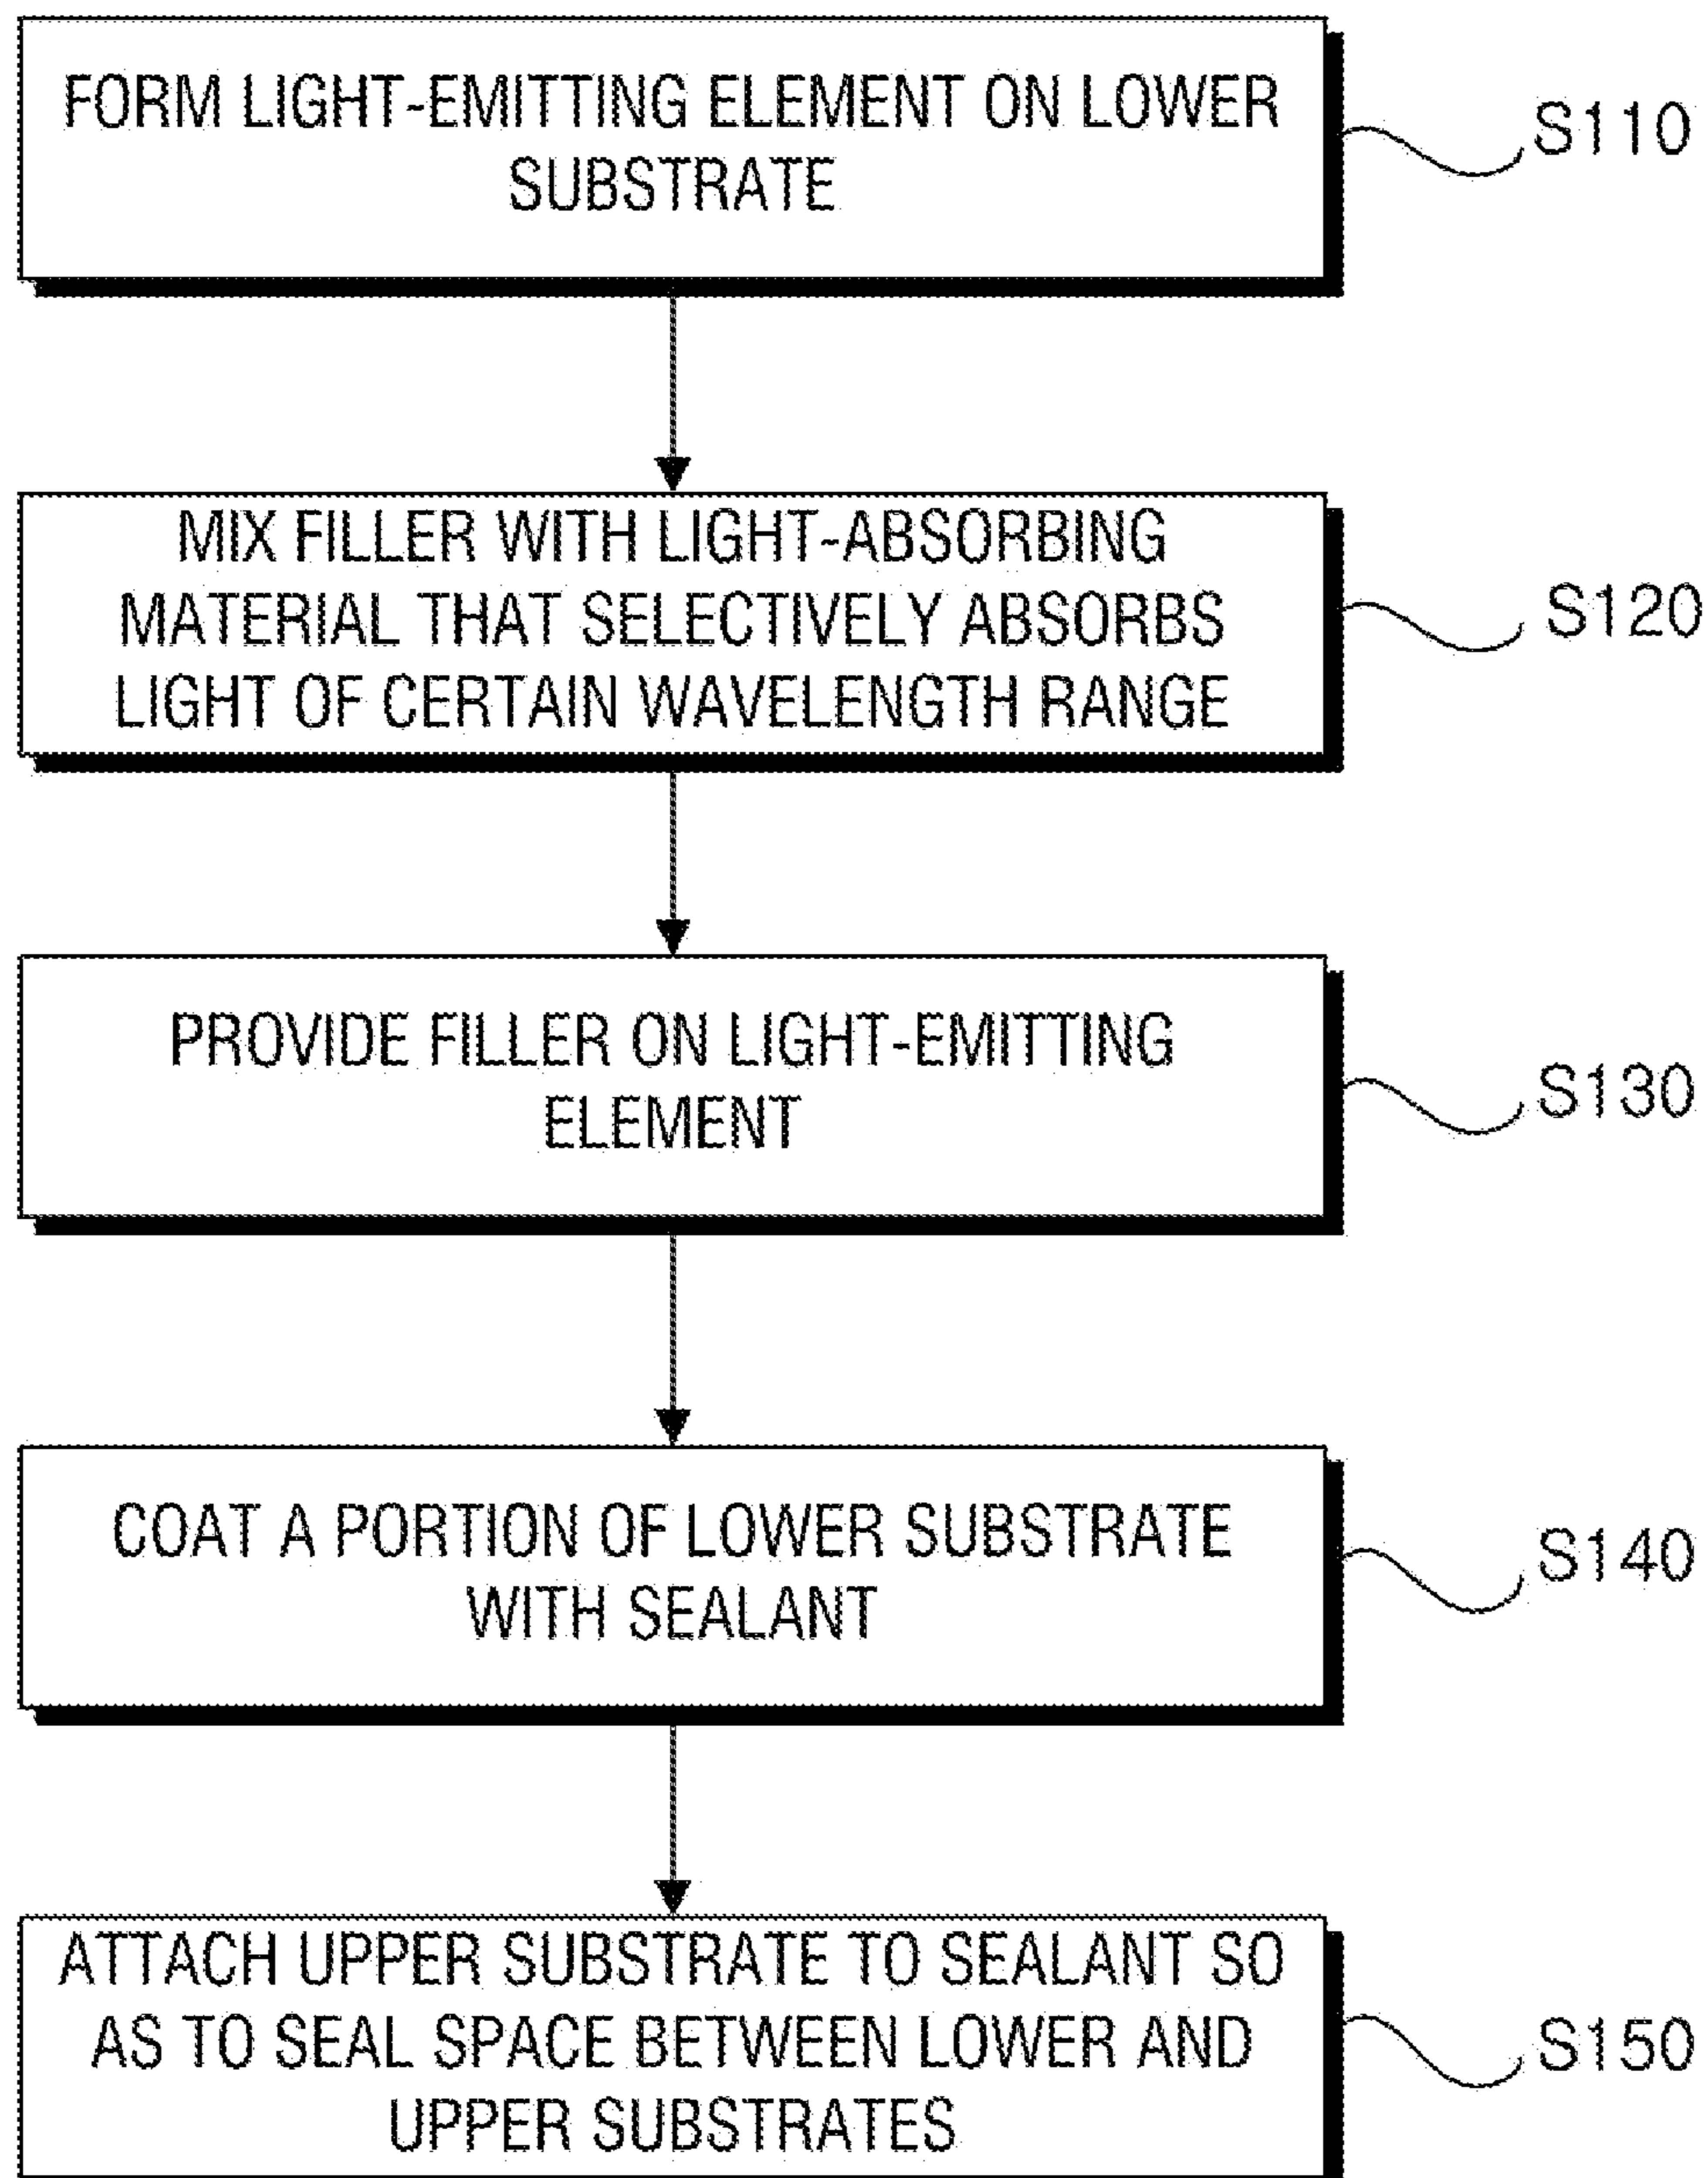 FORM LIGHT-EMITTING ELEMENT ON LOWER
SUBSTRATE
S110
MIX FILLER WITH LIGHT-ABSORBING
MATERIAL THAT SELECTIVELY ABSORBS
LIGHT OF CERTAIN WAVELENGTH RANGE
S120
PROVIDE FILLER ON LIGHT-EMITTING
ELEMENT
S130
COAT A PORTION OF LOWER SUBSTRATE
WITH SEALANT
S140
ATTACH UPPER SUBSTRATE TO SEALANT SO
AS TO SEAL SPACE BETWEEN LOWER AND
UPPER SUBSTRATES
S150